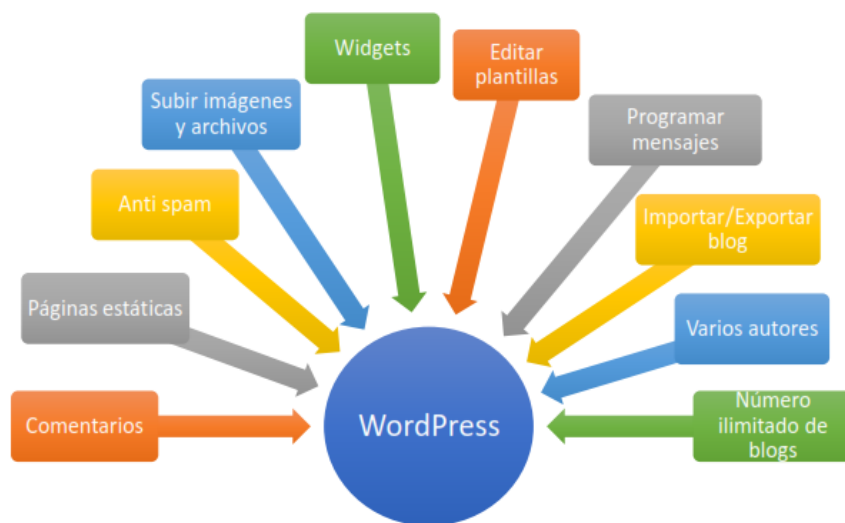 Widgets
Editar
plantillas
Subir imágenes
y archivos
Programar
mensajes
Anti spam
Importar/Exportar
blog
Páginas estáticas
Varios autores
Comentarios
WordPress
Número
ilimitado de
blogs